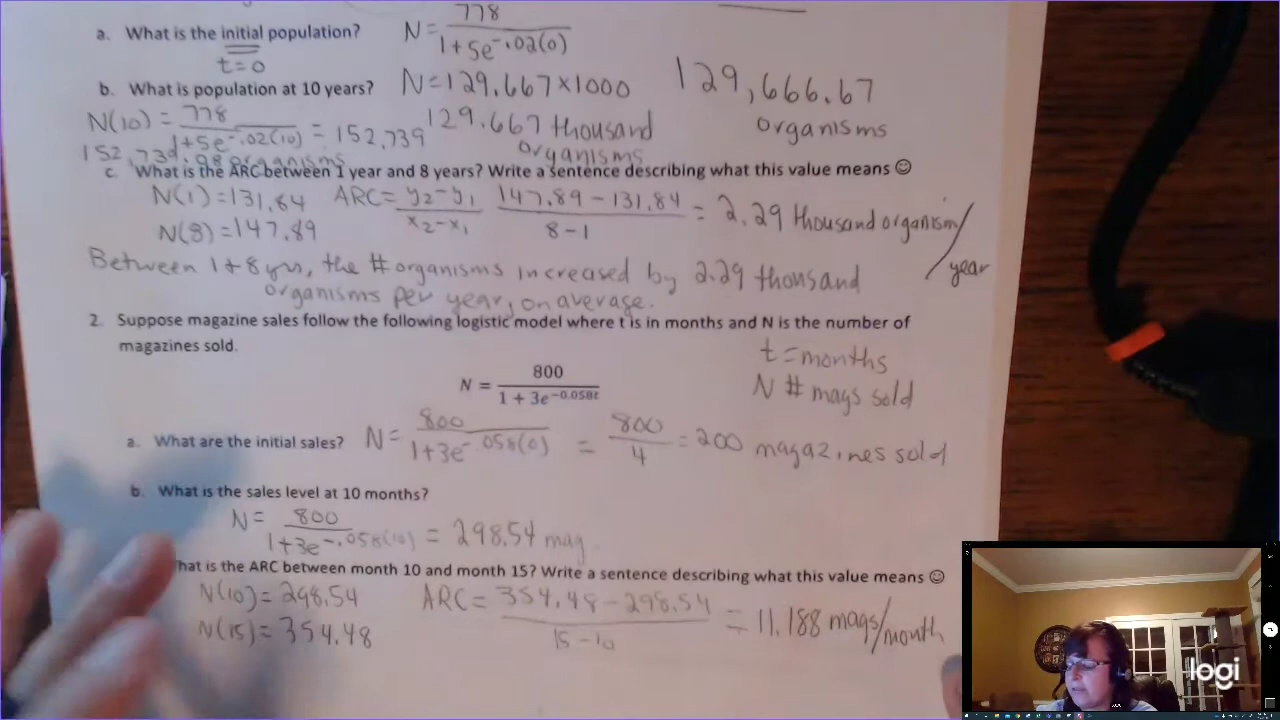 a. What is the initial population? N = 778 / 1+5e^-.02(0)
t=0
b. What is population at 10 years? N=129.667×1000 129,666.67
organisms
N(10) = 778 / 1+5e^-.02(10) = 152.739 129.667 thousand
organisms
152,739.98 organisms
c. What is the ARC between 1 year and 8 years? Write a sentence describing what this value means ☺
N(1)=131.84 ARC= y₂-y₁ / x₂-x₁ 147.89-131.84 / 8-1 = 2.29 thousand organism/year
N(8)=147.89
Between 1+8 yrs, the # organisms increased by 2.29 thousand
organisms per year, on average.
2. Suppose magazine sales follow the following logistic model where t is in months and N is the number of
magazines sold.
t = months
N = 800 / 1 + 3e^-0.058t
N # mags sold
a. What are the initial sales? N= 800 / 1+3e^-.058(0) = 800 / 4 = 200 magazines sold
b. What is the sales level at 10 months?
N= 800 / 1+3e^-.058(10) = 298.54 mag.
hat is the ARC between month 10 and month 15? Write a sentence describing what this value means ☺
N(10)=298.54 ARC= 354.48-298.54 / 15-10 = 11.188 mags/month
N(15)=354.48
logi